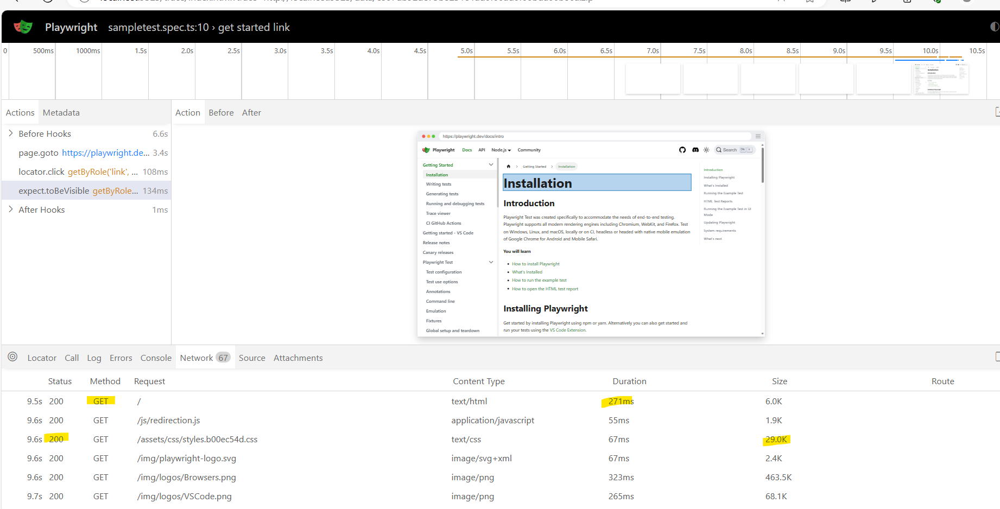 Playwright sampletest.spec.ts:10 › get started link
0 500ms 1000ms 1.5s 2.0s 2.5s 3.0s 3.5s 4.0s 4.5s 5.0s 5.5s 6.0s 6.5s 7.0s 7.5s 8.0s 8.5s 9.0s 9.5s 10.0s 10.5s
Actions Metadata
Before Hooks 6.6s
page.goto https://playwright.de... 3.4s
locator.click getByRole('link', ... 108ms
expect.toBeVisible getByRole... 134ms
After Hooks 1ms
Action Before After
https://playwright.dev/docs/intro
Playwright Docs API Node.js Community Search
Getting Started
Installation
Writing tests
Generating tests
Running and debugging tests
Trace viewer
CI GitHub Actions
Getting started - VS Code
Release notes
Canary releases
Playwright Test
Test configuration
Test use options
Annotations
Command line
Emulation
Fixtures
Global setup and teardown
Getting Started Installation
Installation
Introduction
Playwright Test was created specifically to accommodate the needs of end-to-end testing.
Playwright supports all modern rendering engines including Chromium, WebKit, and Firefox. Test
on Windows, Linux, and macOS, locally or on CI, headless or headed with native mobile emulation
of Google Chrome for Android and Mobile Safari.
You will learn
How to install Playwright
What's Installed
How to run the example test
How to open the HTML test report
Installing Playwright
Get started by installing Playwright using npm or yarn. Alternatively you can also get started and
run your tests using the VS Code Extension.
Introduction
Installing Playwright
What's Installed
Running the Example Test
HTML Test Reports
Running the Example Test in UI
Mode
Updating Playwright
System requirements
What's next
Locator Call Log Errors Console Network 67 Source Attachments
Status Method Request Content Type Duration Size Route
9.5s 200 GET / text/html 271ms 6.0K
9.6s 200 GET /js/redirection.js application/javascript 55ms 1.9K
9.6s 200 GET /assets/css/styles.b00ec54d.css text/css 67ms 29.0K
9.6s 200 GET /img/playwright-logo.svg image/svg+xml 67ms 2.4K
9.6s 200 GET /img/logos/Browsers.png image/png 323ms 463.5K
9.7s 200 GET /img/logos/VSCode.png image/png 265ms 68.1K